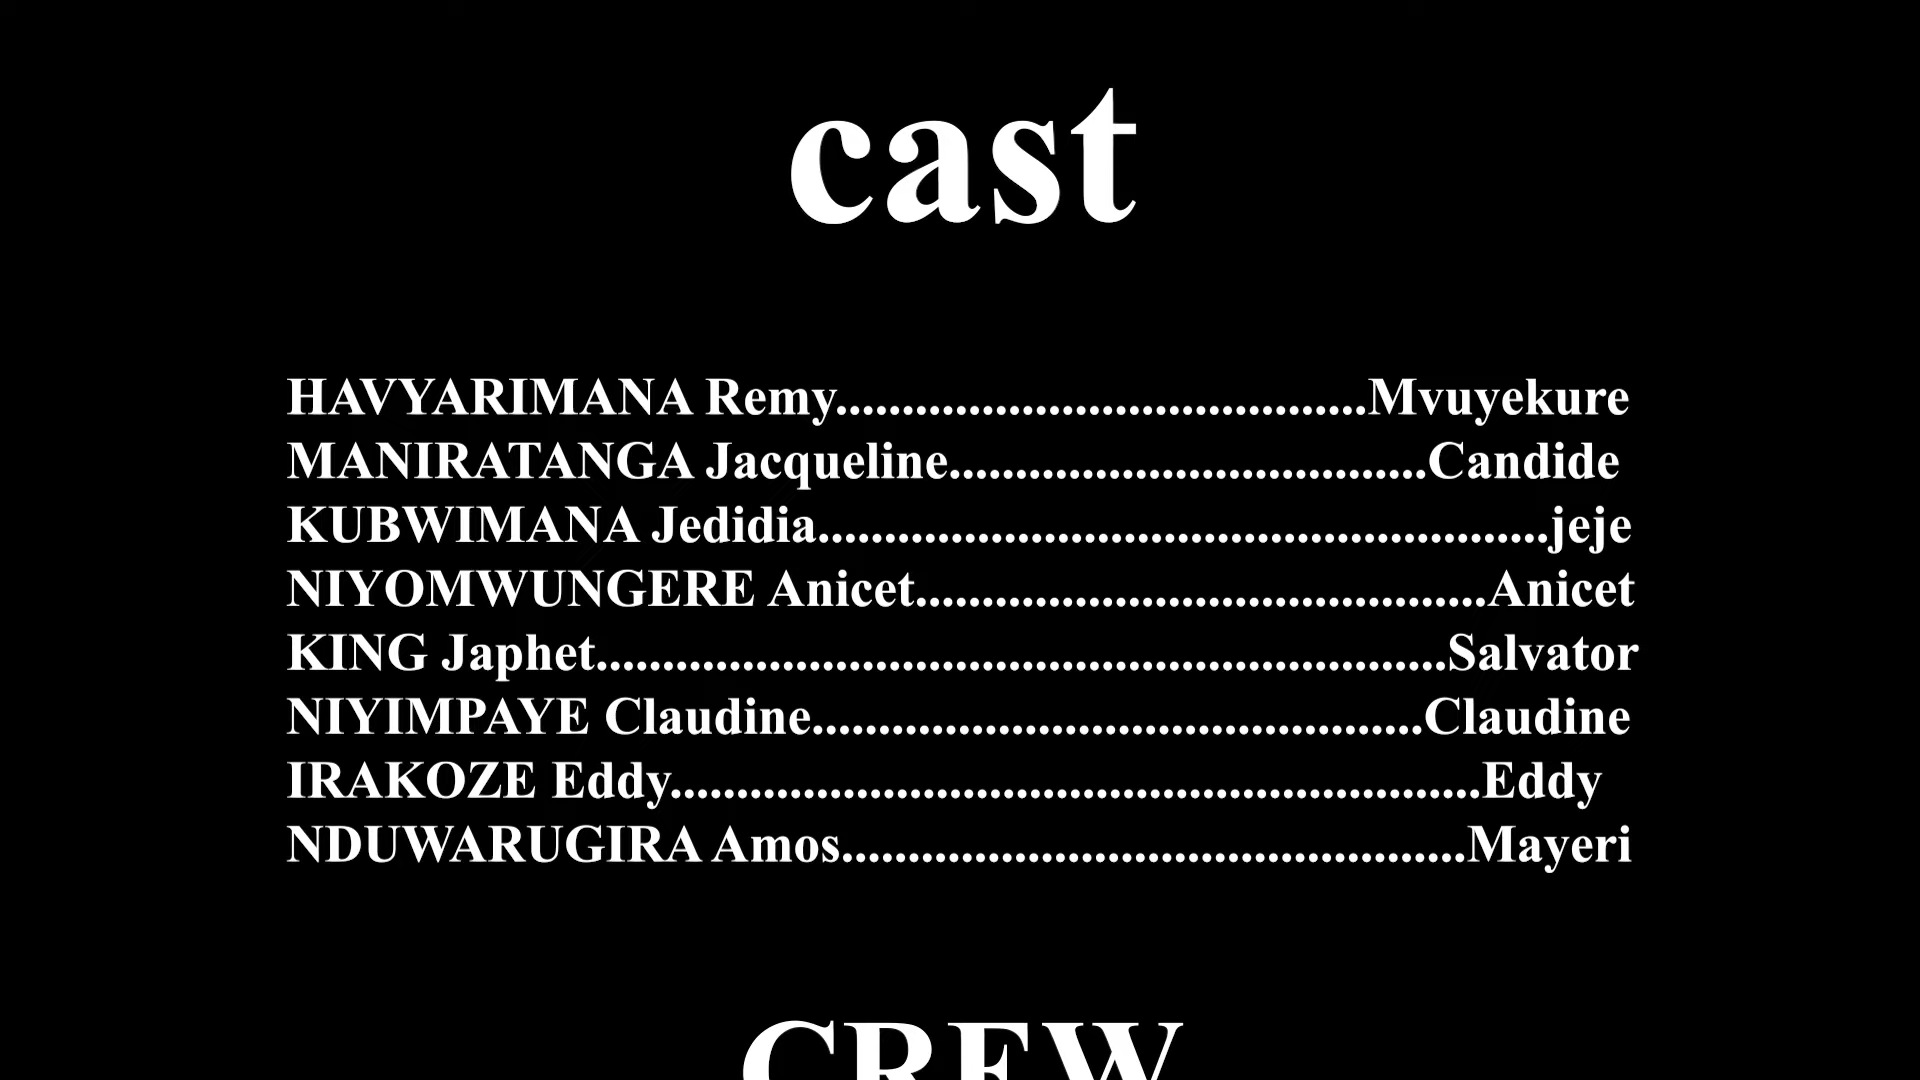 cast
HAVYARIMANA Remy........................................Mvuyekure
MANIRATANGA Jacqueline....................................Candide
KUBWIMANA Jedidia.......................................................jeje
NIYOMWUNGERE Anicet...........................................Anicet
KING Japhet................................................................Salvator
NIYIMPAYE Claudine..............................................Claudine
IRAKOZE Eddy.............................................................Eddy
NDUWARUGIRA Amos...............................................Mayeri
CREW